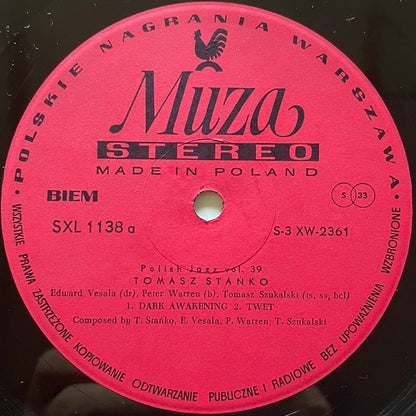 · POLSKIE NAGRANIA WARSZAWA ·
Muza
STEREO
MADE IN POLAND
BIEM
S 33
SXL 1138 a
S-3 XW-2361
Polish Jazz vol. 39
TOMASZ STAŃKO
Edward Vesala (dr), Peter Warren (b), Tomasz Szukalski (ts, ss, bcl)
1. DARK AWAKENING 2. TWET
Composed by T. Stańko, E. Vesala, P. Warren, T. Szukalski
WSZYSTKIE PRAWA ZASTRZEŻONE KOPIOWANIE ODTWARZANIE PUBLICZNE I RADIOWE BEZ UPOWAŻNIENIA WZBRONIONE